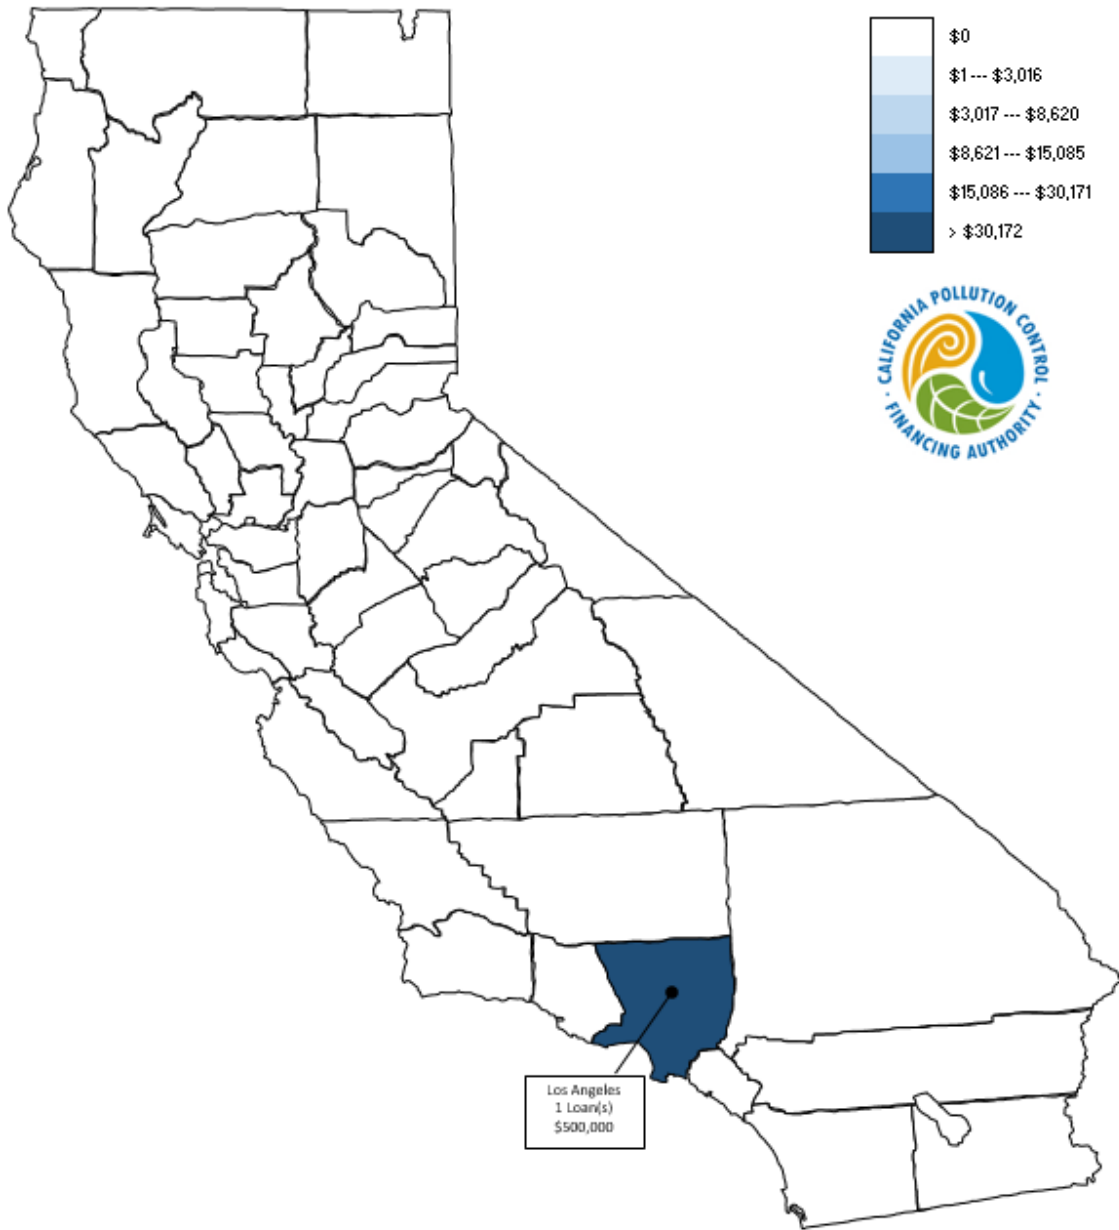 $0
$1 --- $3,016
$3,017 --- $8,620
$8,621 --- $15,085
$15,086 --- $30,171
> $30,172
· CALIFORNIA POLLUTION CONTROL ·
FINANCING AUTHORITY
Los Angeles
1 Loan(s)
$500,000